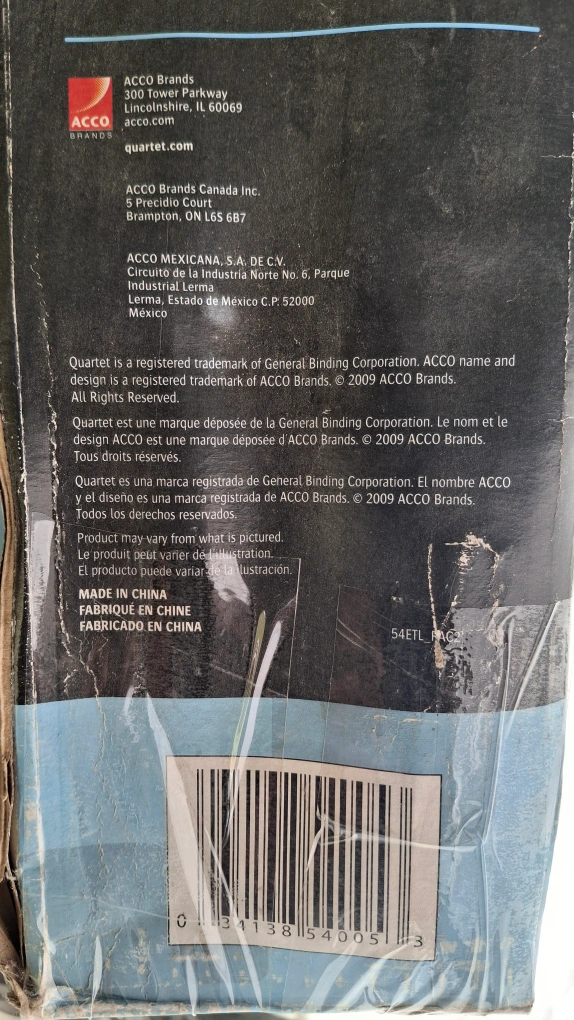 ACCO
BRANDS
ACCO Brands
300 Tower Parkway
Lincolnshire, IL 60069
acco.com
quartet.com
ACCO Brands Canada Inc.
5 Precidio Court
Brampton, ON L6S 6B7
ACCO MEXICANA, S.A. DE C.V.
Circuito de la Industria Norte No. 6, Parque
Industrial Lerma
Lerma, Estado de México C.P. 52000
México
Quartet is a registered trademark of General Binding Corporation. ACCO name and
design is a registered trademark of ACCO Brands. © 2009 ACCO Brands.
All Rights Reserved.
Quartet est une marque déposée de la General Binding Corporation. Le nom et le
design ACCO est une marque déposée d'ACCO Brands. © 2009 ACCO Brands.
Tous droits réservés.
Quartet es una marca registrada de General Binding Corporation. El nombre ACCO
y el diseño es una marca registrada de ACCO Brands. © 2009 ACCO Brands.
Todos los derechos reservados.
Product may vary from what is pictured.
Le produit peut varier de l'illustration.
El producto puede variar de la ilustración.
MADE IN CHINA
FABRIQUÉ EN CHINE
FABRICADO EN CHINA
54ETL
0 34138 54005 3